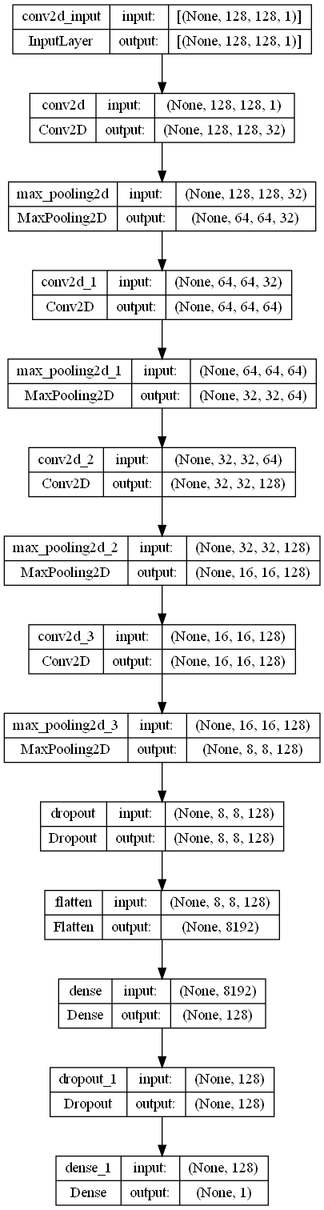 conv2d_input input: [(None, 128, 128, 1)]
InputLayer output: [(None, 128, 128, 1)]
conv2d input: (None, 128, 128, 1)
Conv2D output: (None, 128, 128, 32)
max_pooling2d input: (None, 128, 128, 32)
MaxPooling2D output: (None, 64, 64, 32)
conv2d_1 input: (None, 64, 64, 32)
Conv2D output: (None, 64, 64, 64)
max_pooling2d_1 input: (None, 64, 64, 64)
MaxPooling2D output: (None, 32, 32, 64)
conv2d_2 input: (None, 32, 32, 64)
Conv2D output: (None, 32, 32, 128)
max_pooling2d_2 input: (None, 32, 32, 128)
MaxPooling2D output: (None, 16, 16, 128)
conv2d_3 input: (None, 16, 16, 128)
Conv2D output: (None, 16, 16, 128)
max_pooling2d_3 input: (None, 16, 16, 128)
MaxPooling2D output: (None, 8, 8, 128)
dropout input: (None, 8, 8, 128)
Dropout output: (None, 8, 8, 128)
flatten input: (None, 8, 8, 128)
Flatten output: (None, 8192)
dense input: (None, 8192)
Dense output: (None, 128)
dropout_1 input: (None, 128)
Dropout output: (None, 128)
dense_1 input: (None, 128)
Dense output: (None, 1)